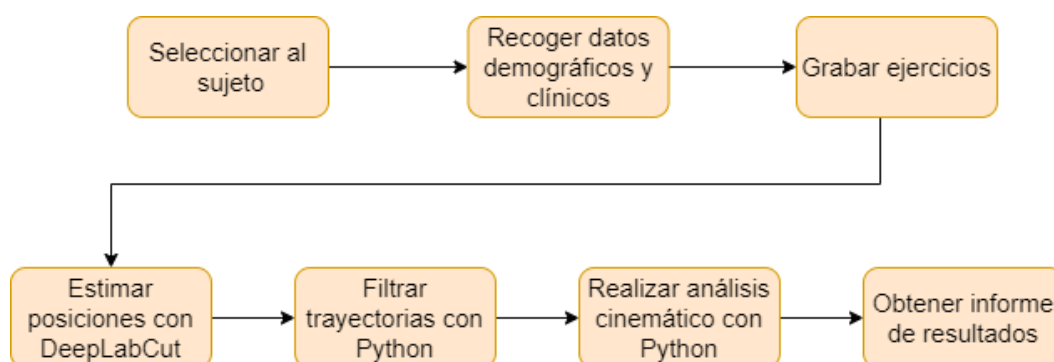 Seleccionar al
sujeto
Recoger datos
demográficos y
clínicos
Grabar ejercicios
Estimar
posiciones con
DeepLabCut
Filtrar
trayectorias con
Python
Realizar análisis
cinemático con
Python
Obtener informe
de resultados